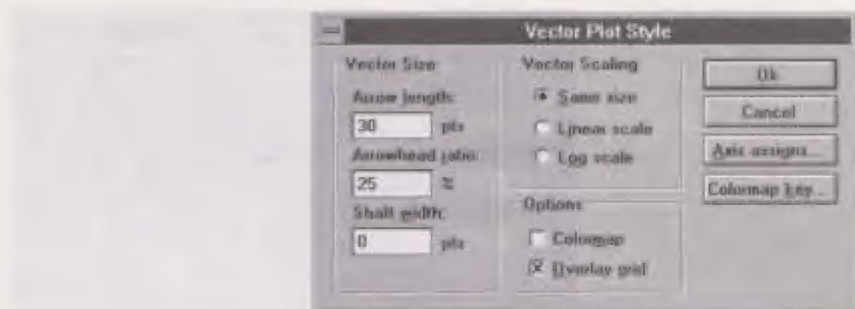 Vector Plot Style
Vector Size
Arrow length:
30 pts
Arrowhead ratio:
25 %
Shaft width:
0 pts
Vector Scaling
Same size
Linear scale
Log scale
Options
Colormap
Overlay grid
Ok
Cancel
Axis assigns...
Colormap key...